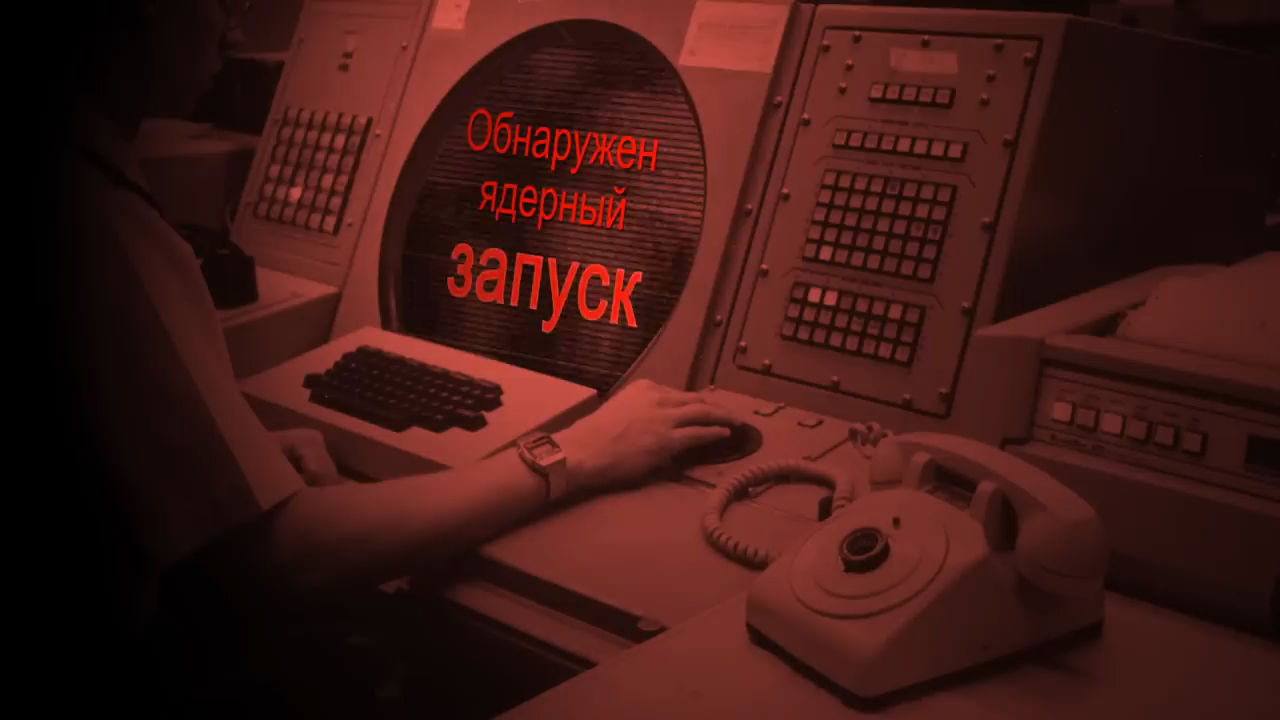 Обнаружен
ядерный
запуск